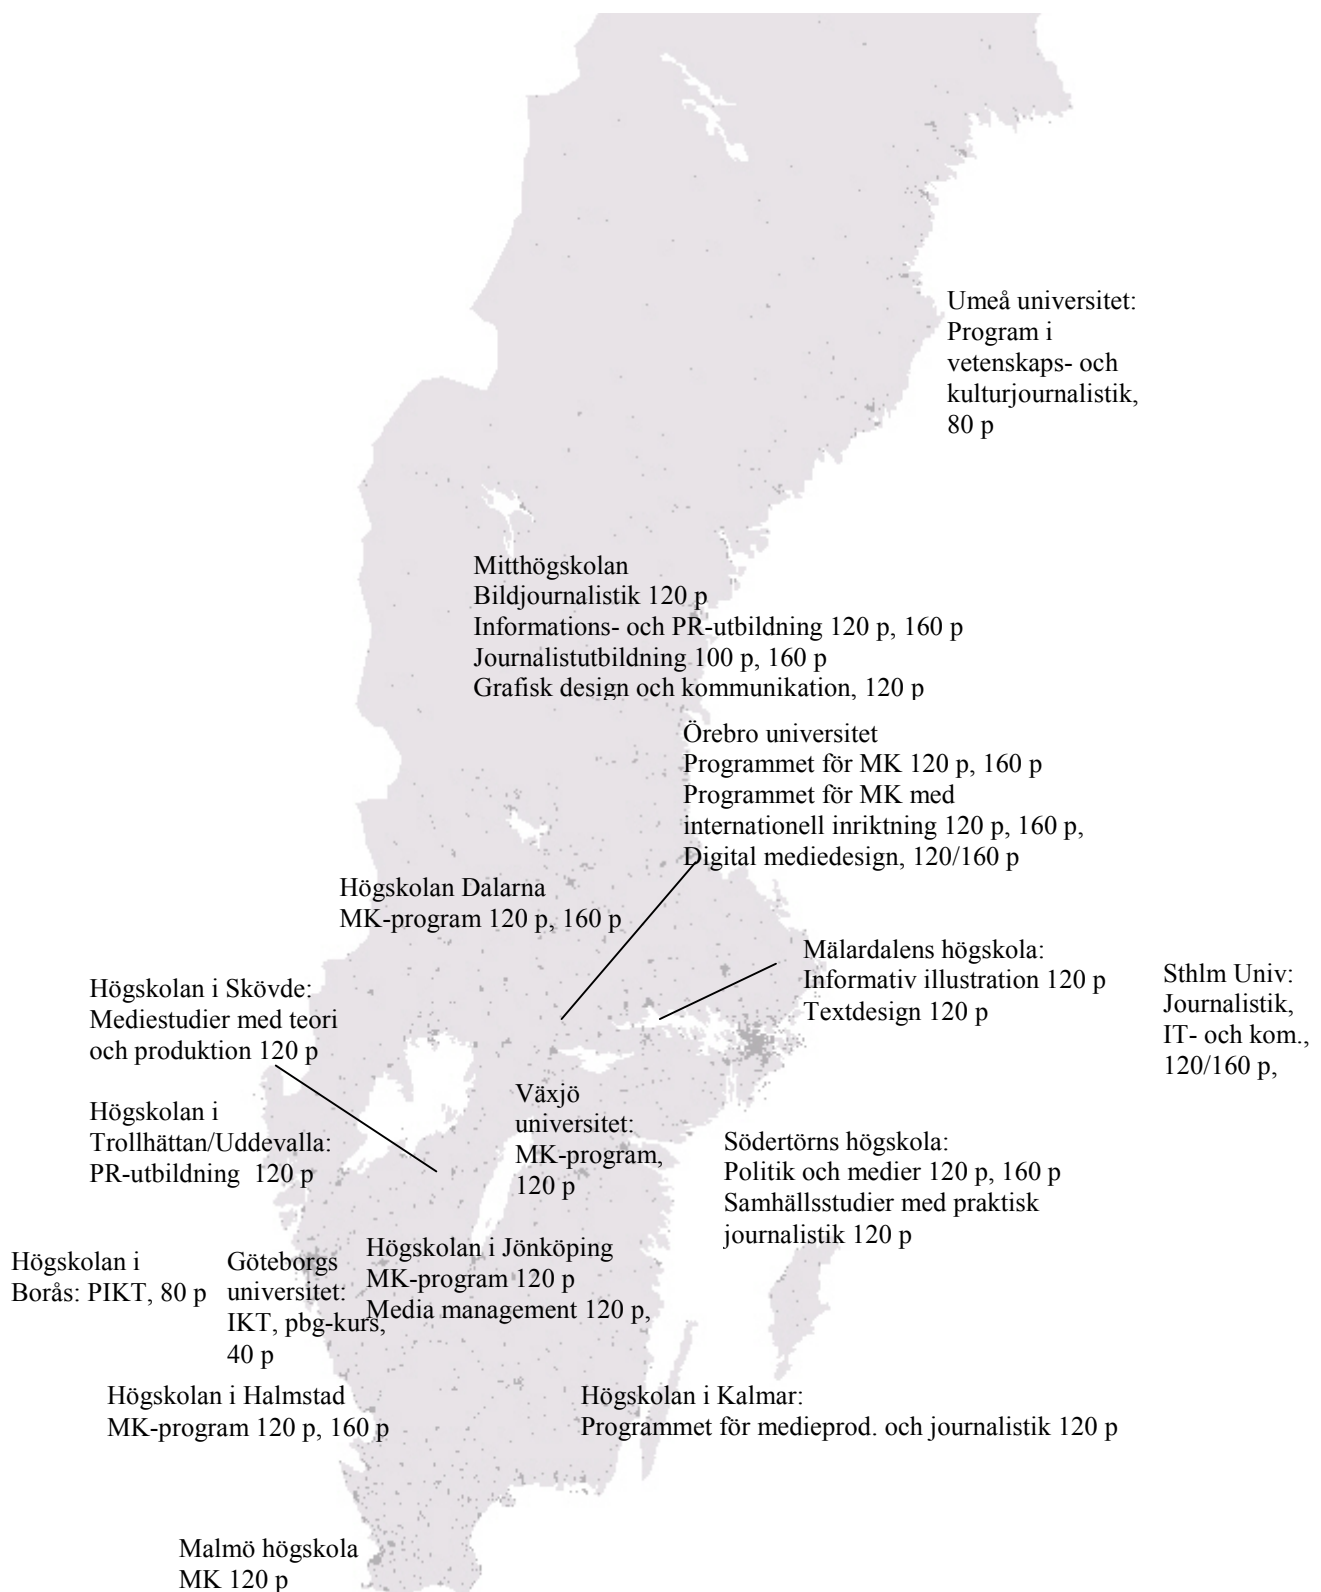 Umeå universitet:
Program i
vetenskaps- och
kulturjournalistik,
80 p
Mitthögskolan
Bildjournalistik 120 p
Informations- och PR-utbildning 120 p, 160 p
Journalistutbildning 100 p, 160 p
Grafisk design och kommunikation, 120 p
Örebro universitet
Programmet för MK 120 p, 160 p
Programmet för MK med
internationell inriktning 120 p, 160 p,
Digital mediedesign, 120/160 p
Högskolan Dalarna
MK-program 120 p, 160 p
Mälardalens högskola:
Informativ illustration 120 p
Textdesign 120 p
Sthlm Univ:
Journalistik,
IT- och kom.,
120/160 p,
Högskolan i Skövde:
Mediestudier med teori
och produktion 120 p
Högskolan i
Trollhättan/Uddevalla:
PR-utbildning 120 p
Växjö
universitet:
MK-program,
120 p
Södertörns högskola:
Politik och medier 120 p, 160 p
Samhällsstudier med praktisk
journalistik 120 p
Högskolan i
Borås: PIKT, 80 p
Göteborgs
universitet:
IKT, pbg-kurs,
40 p
Högskolan i Jönköping
MK-program 120 p
Media management 120 p,
Högskolan i Halmstad
MK-program 120 p, 160 p
Högskolan i Kalmar:
Programmet för medieprod. och journalistik 120 p
Malmö högskola
MK 120 p